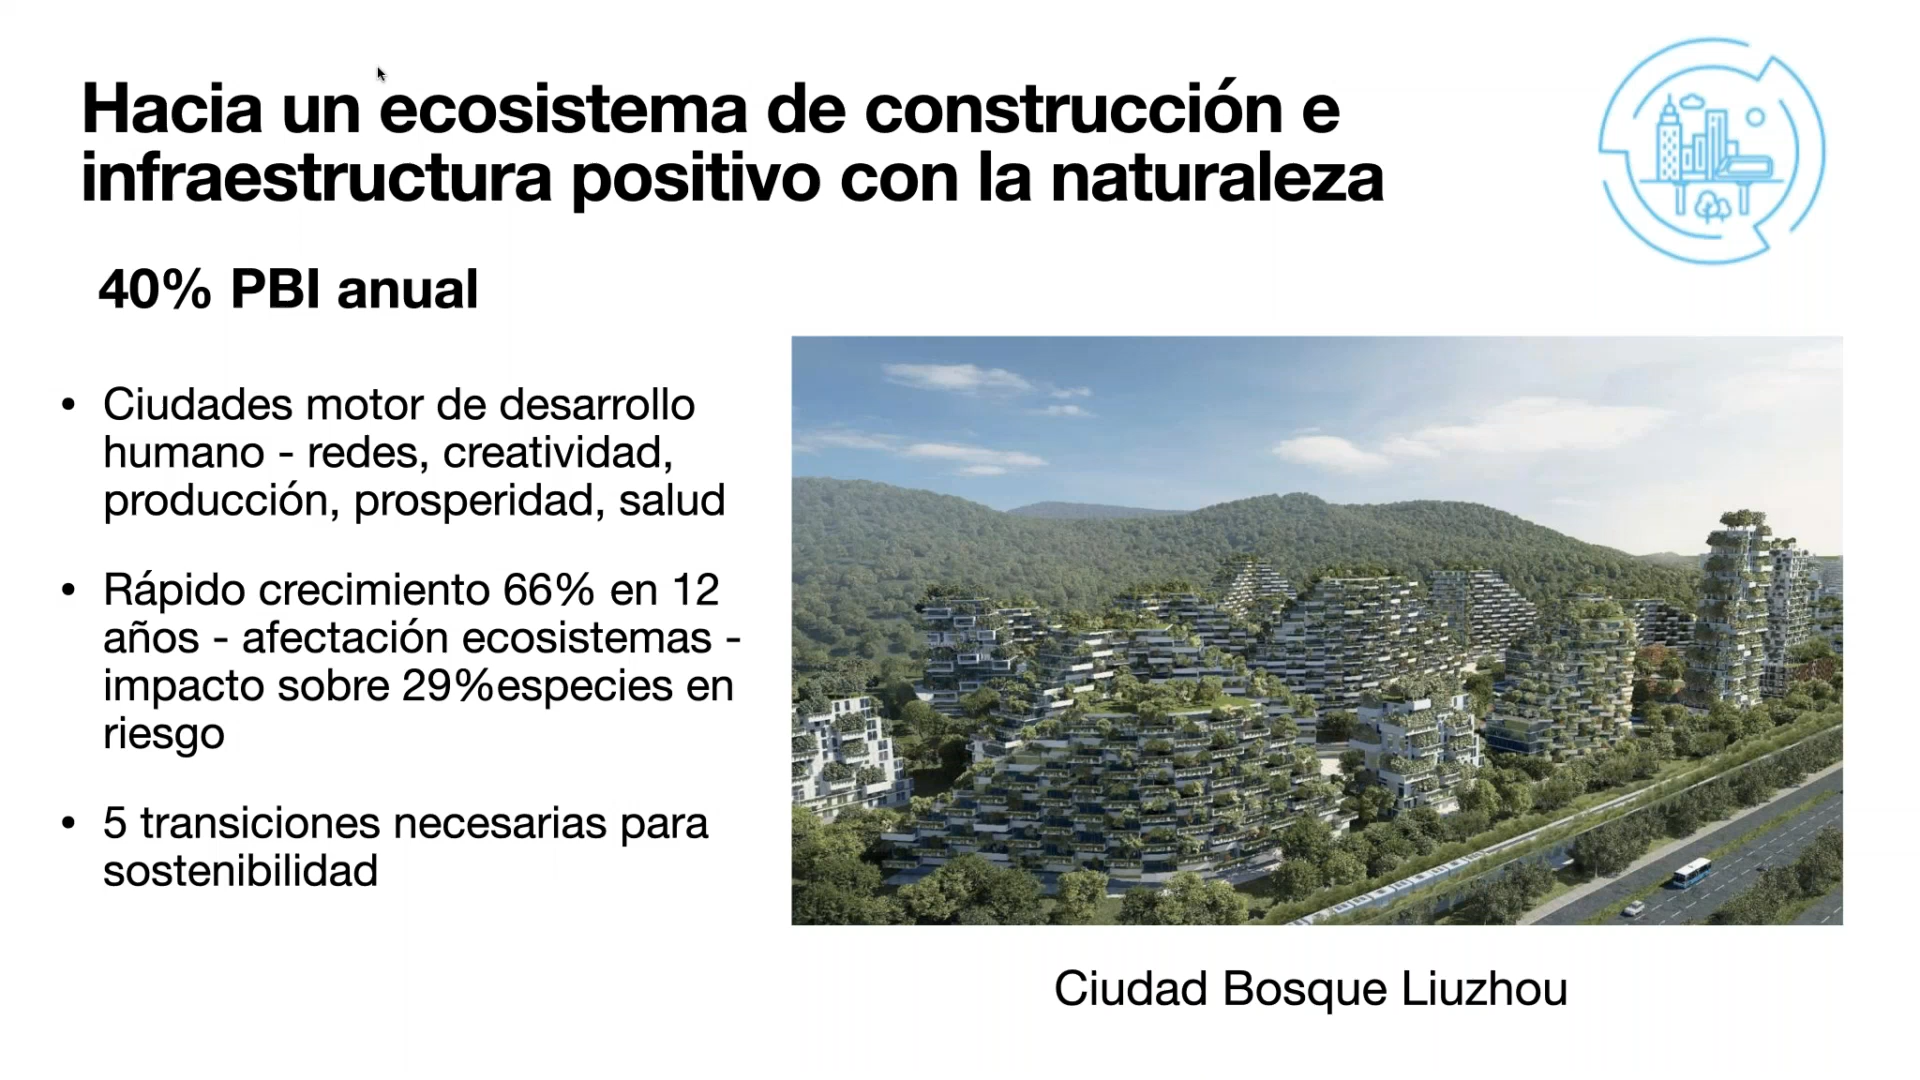 Hacia un ecosistema de construcción e
infraestructura positivo con la naturaleza
40% PBI anual
• Ciudades motor de desarrollo
humano - redes, creatividad,
producción, prosperidad, salud
• Rápido crecimiento 66% en 12
años - afectación ecosistemas -
impacto sobre 29%especies en
riesgo
• 5 transiciones necesarias para
sostenibilidad
Ciudad Bosque Liuzhou